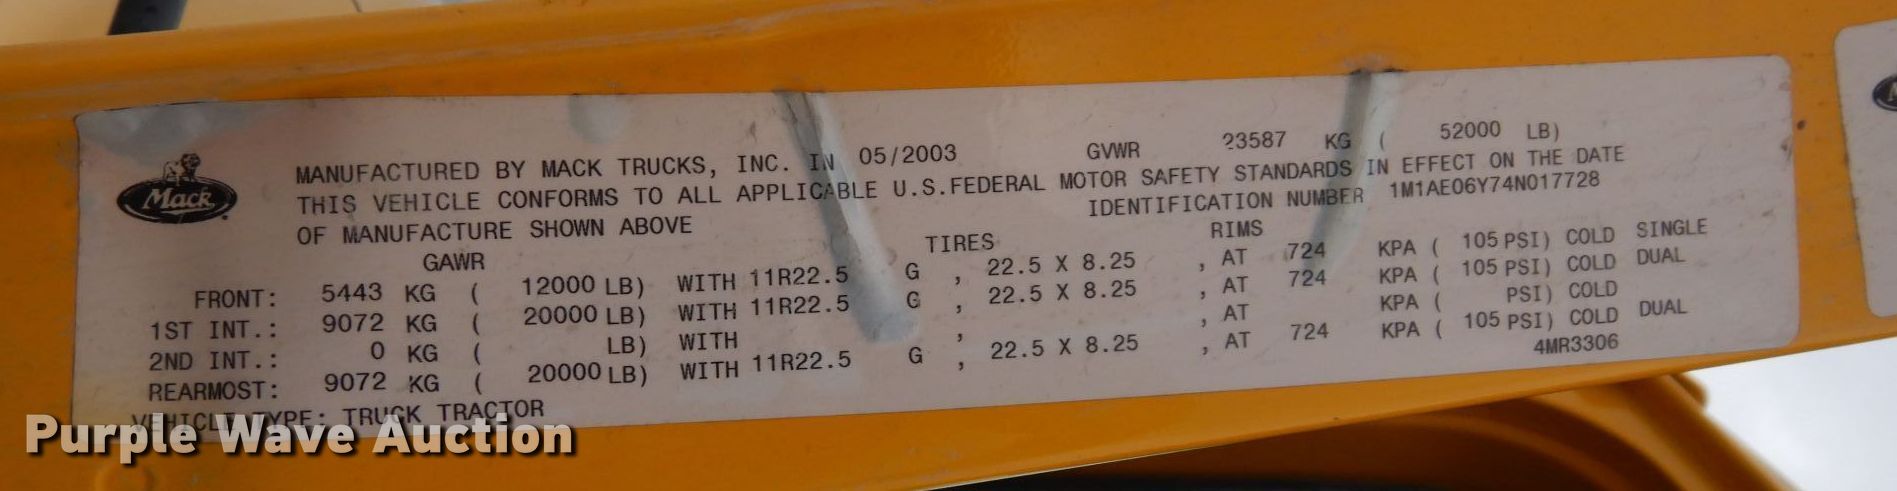 MANUFACTURED BY MACK TRUCKS, INC. IN 05/2003 GVWR 23587 KG ( 52000 LB)
THIS VEHICLE CONFORMS TO ALL APPLICABLE U.S.FEDERAL MOTOR SAFETY STANDARDS IN EFFECT ON THE DATE
OF MANUFACTURE SHOWN ABOVE IDENTIFICATION NUMBER 1M1AE06Y74N017728
Mack
GAWR TIRES RIMS
FRONT: 5443 KG ( 12000 LB) WITH 11R22.5 G , 22.5 X 8.25 , AT 724 KPA ( 105 PSI) COLD SINGLE
1ST INT.: 9072 KG ( 20000 LB) WITH 11R22.5 G , 22.5 X 8.25 , AT 724 KPA ( 105 PSI) COLD DUAL
2ND INT.: 0 KG ( LB) WITH , , AT KPA ( PSI) COLD
REARMOST: 9072 KG ( 20000 LB) WITH 11R22.5 G , 22.5 X 8.25 , AT 724 KPA ( 105 PSI) COLD DUAL
VEHICLE TYPE: TRUCK TRACTOR 4MR3306
Purple Wave Auction